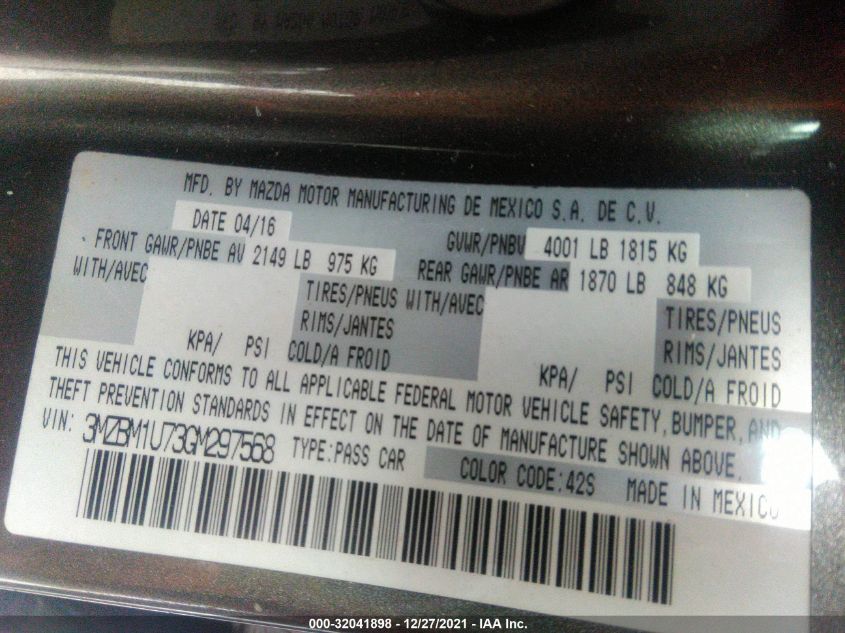 MFD. BY MAZDA MOTOR MANUFACTURING DE MEXICO S.A. DE C.V.
DATE 04/16
GVWR/PNBV 4001 LB 1815 KG
FRONT GAWR/PNBE AV 2149 LB 975 KG
REAR GAWR/PNBE AR 1870 LB 848 KG
WITH/AVEC TIRES/PNEUS
WITH/AVEC TIRES/PNEUS
RIMS/JANTES
RIMS/JANTES
KPA/ PSI COLD/A FROID
KPA/ PSI COLD/A FROID
THIS VEHICLE CONFORMS TO ALL APPLICABLE FEDERAL MOTOR VEHICLE SAFETY, BUMPER, AND
THEFT PREVENTION STANDARDS IN EFFECT ON THE DATE OF MANUFACTURE SHOWN ABOVE.
VIN: 3MZBM1U73GM297568 TYPE:PASS CAR
COLOR CODE:42S MADE IN MEXICO
000-32041898 - 12/27/2021 - IAA Inc.